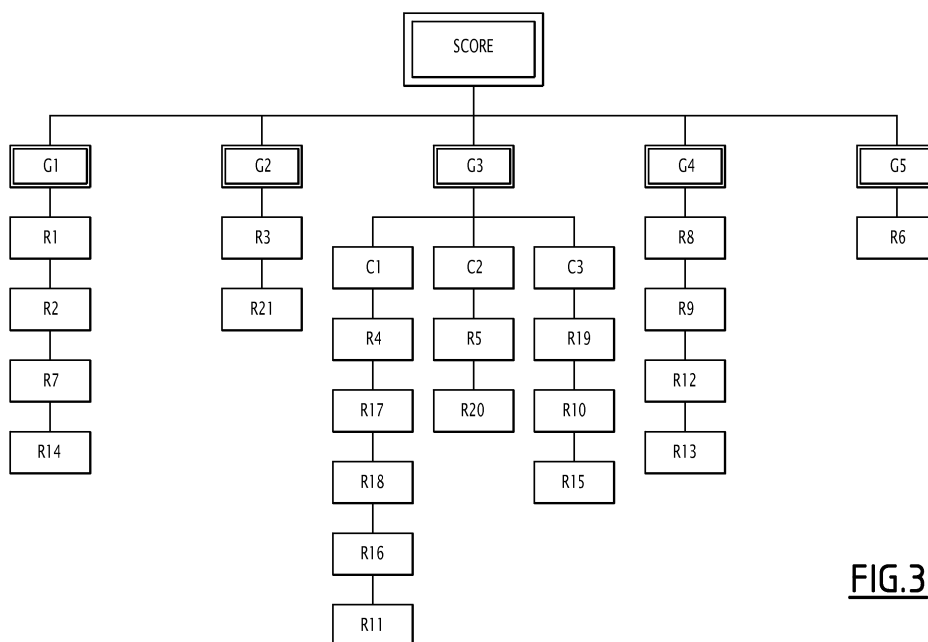 SCORE
G1 G2 G3 G4 G5
R1 R3 R8 R6
C1 C2 C3
R2 R21 R9
R4 R5 R19
R7 R12
R17 R20 R10
R14 R13
R18 R15
R16
FIG.3
R11